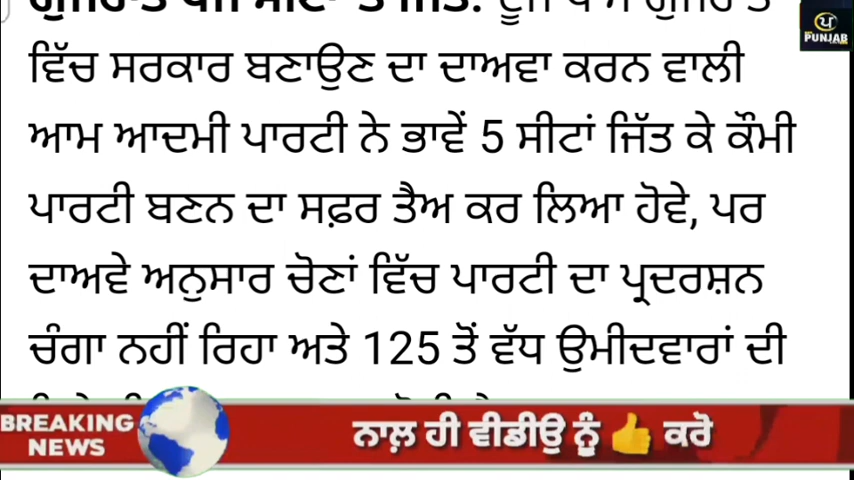 ਵਿੱਚ ਸਰਕਾਰ ਬਣਾਉਣ ਦਾ ਦਾਅਵਾ ਕਰਨ ਵਾਲੀ
ਆਮ ਆਦਮੀ ਪਾਰਟੀ ਨੇ ਭਾਵੇਂ 5 ਸੀਟਾਂ ਜਿੱਤ ਕੇ ਕੌਮੀ
ਪਾਰਟੀ ਬਣਨ ਦਾ ਸਫ਼ਰ ਤੈਅ ਕਰ ਲਿਆ ਹੋਵੇ, ਪਰ
ਦਾਅਵੇ ਅਨੁਸਾਰ ਚੋਣਾਂ ਵਿੱਚ ਪਾਰਟੀ ਦਾ ਪ੍ਰਦਰਸ਼ਨ
ਚੰਗਾ ਨਹੀਂ ਰਿਹਾ ਅਤੇ 125 ਤੋਂ ਵੱਧ ਉਮੀਦਵਾਰਾਂ ਦੀ
BREAKING NEWS
ਨਾਲ਼ ਹੀ ਵੀਡੀਉ ਨੂੰ 👍 ਕਰੋ
ਪ
PUNJAB